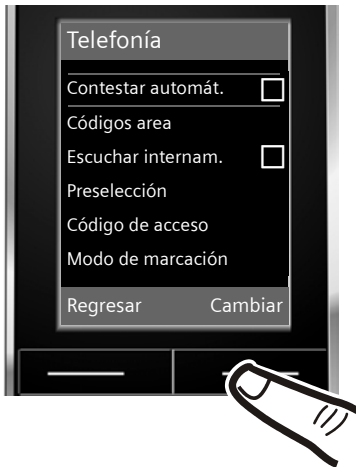 Telefonía
Contestar automát.
Códigos area
Escuchar internam.
Preselección
Código de acceso
Modo de marcación
Regresar Cambiar